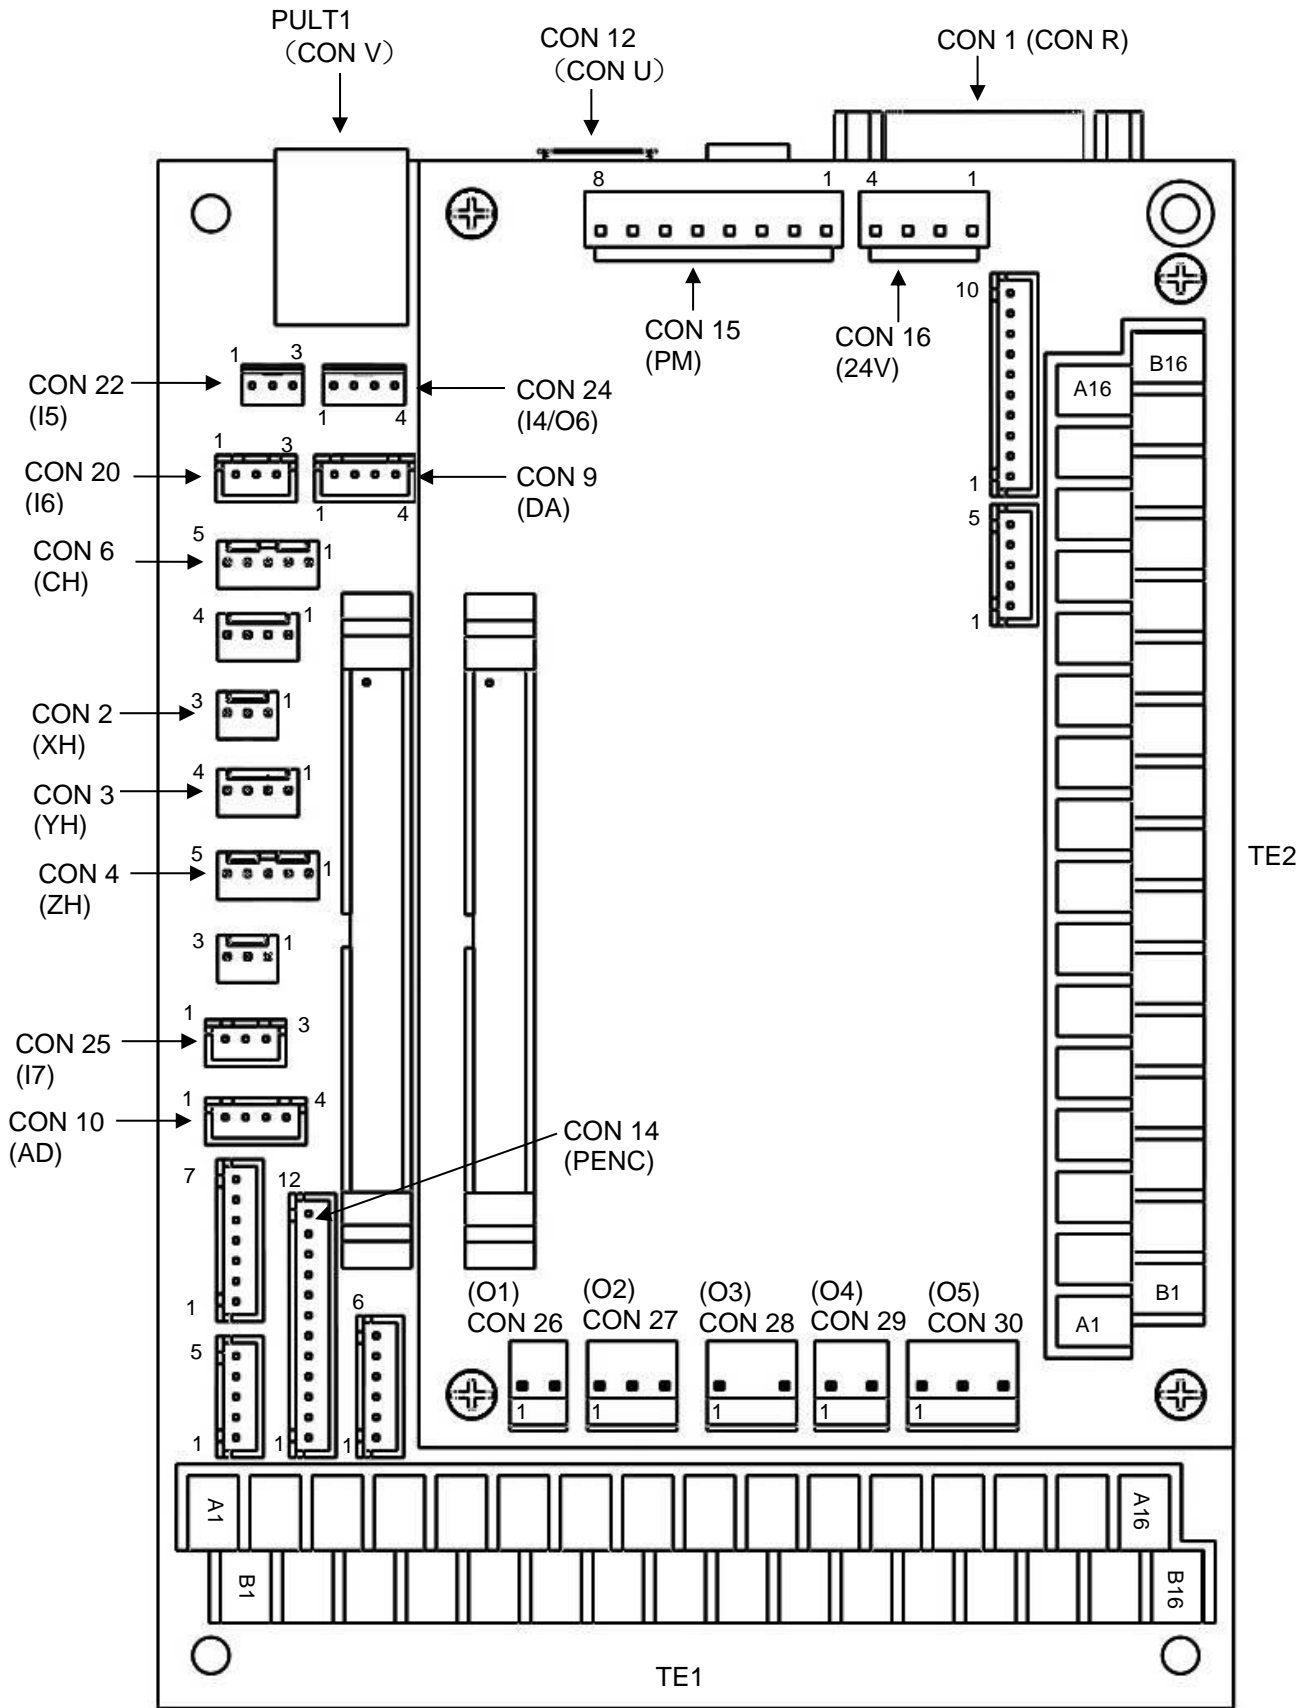 PULT1
（CON V）
CON 12
（CON U）
CON 1 (CON R)
8 1 4 1
10
CON 15
(PM)
CON 16
(24V)
B16
A16
1 3
CON 22
(I5)
CON 24
(I4/O6)
1 4
1 3
CON 20
(I6)
CON 9
(DA)
1 4
1
5
1
5 1
CON 6
(CH)
4 1
3 1
CON 2
(XH)
4 1
CON 3
(YH)
5 1
CON 4
(ZH)
TE2
3 1
1 3
CON 25
(I7)
1 4
CON 10
(AD)
CON 14
(PENC)
7 12
1
6
5
1 1 1
(O1) (O2) (O3) (O4) (O5)
CON 26 CON 27 CON 28 CON 29 CON 30
1 1 1 1 1
B1
A1
A1 A16
B1 B16
TE1